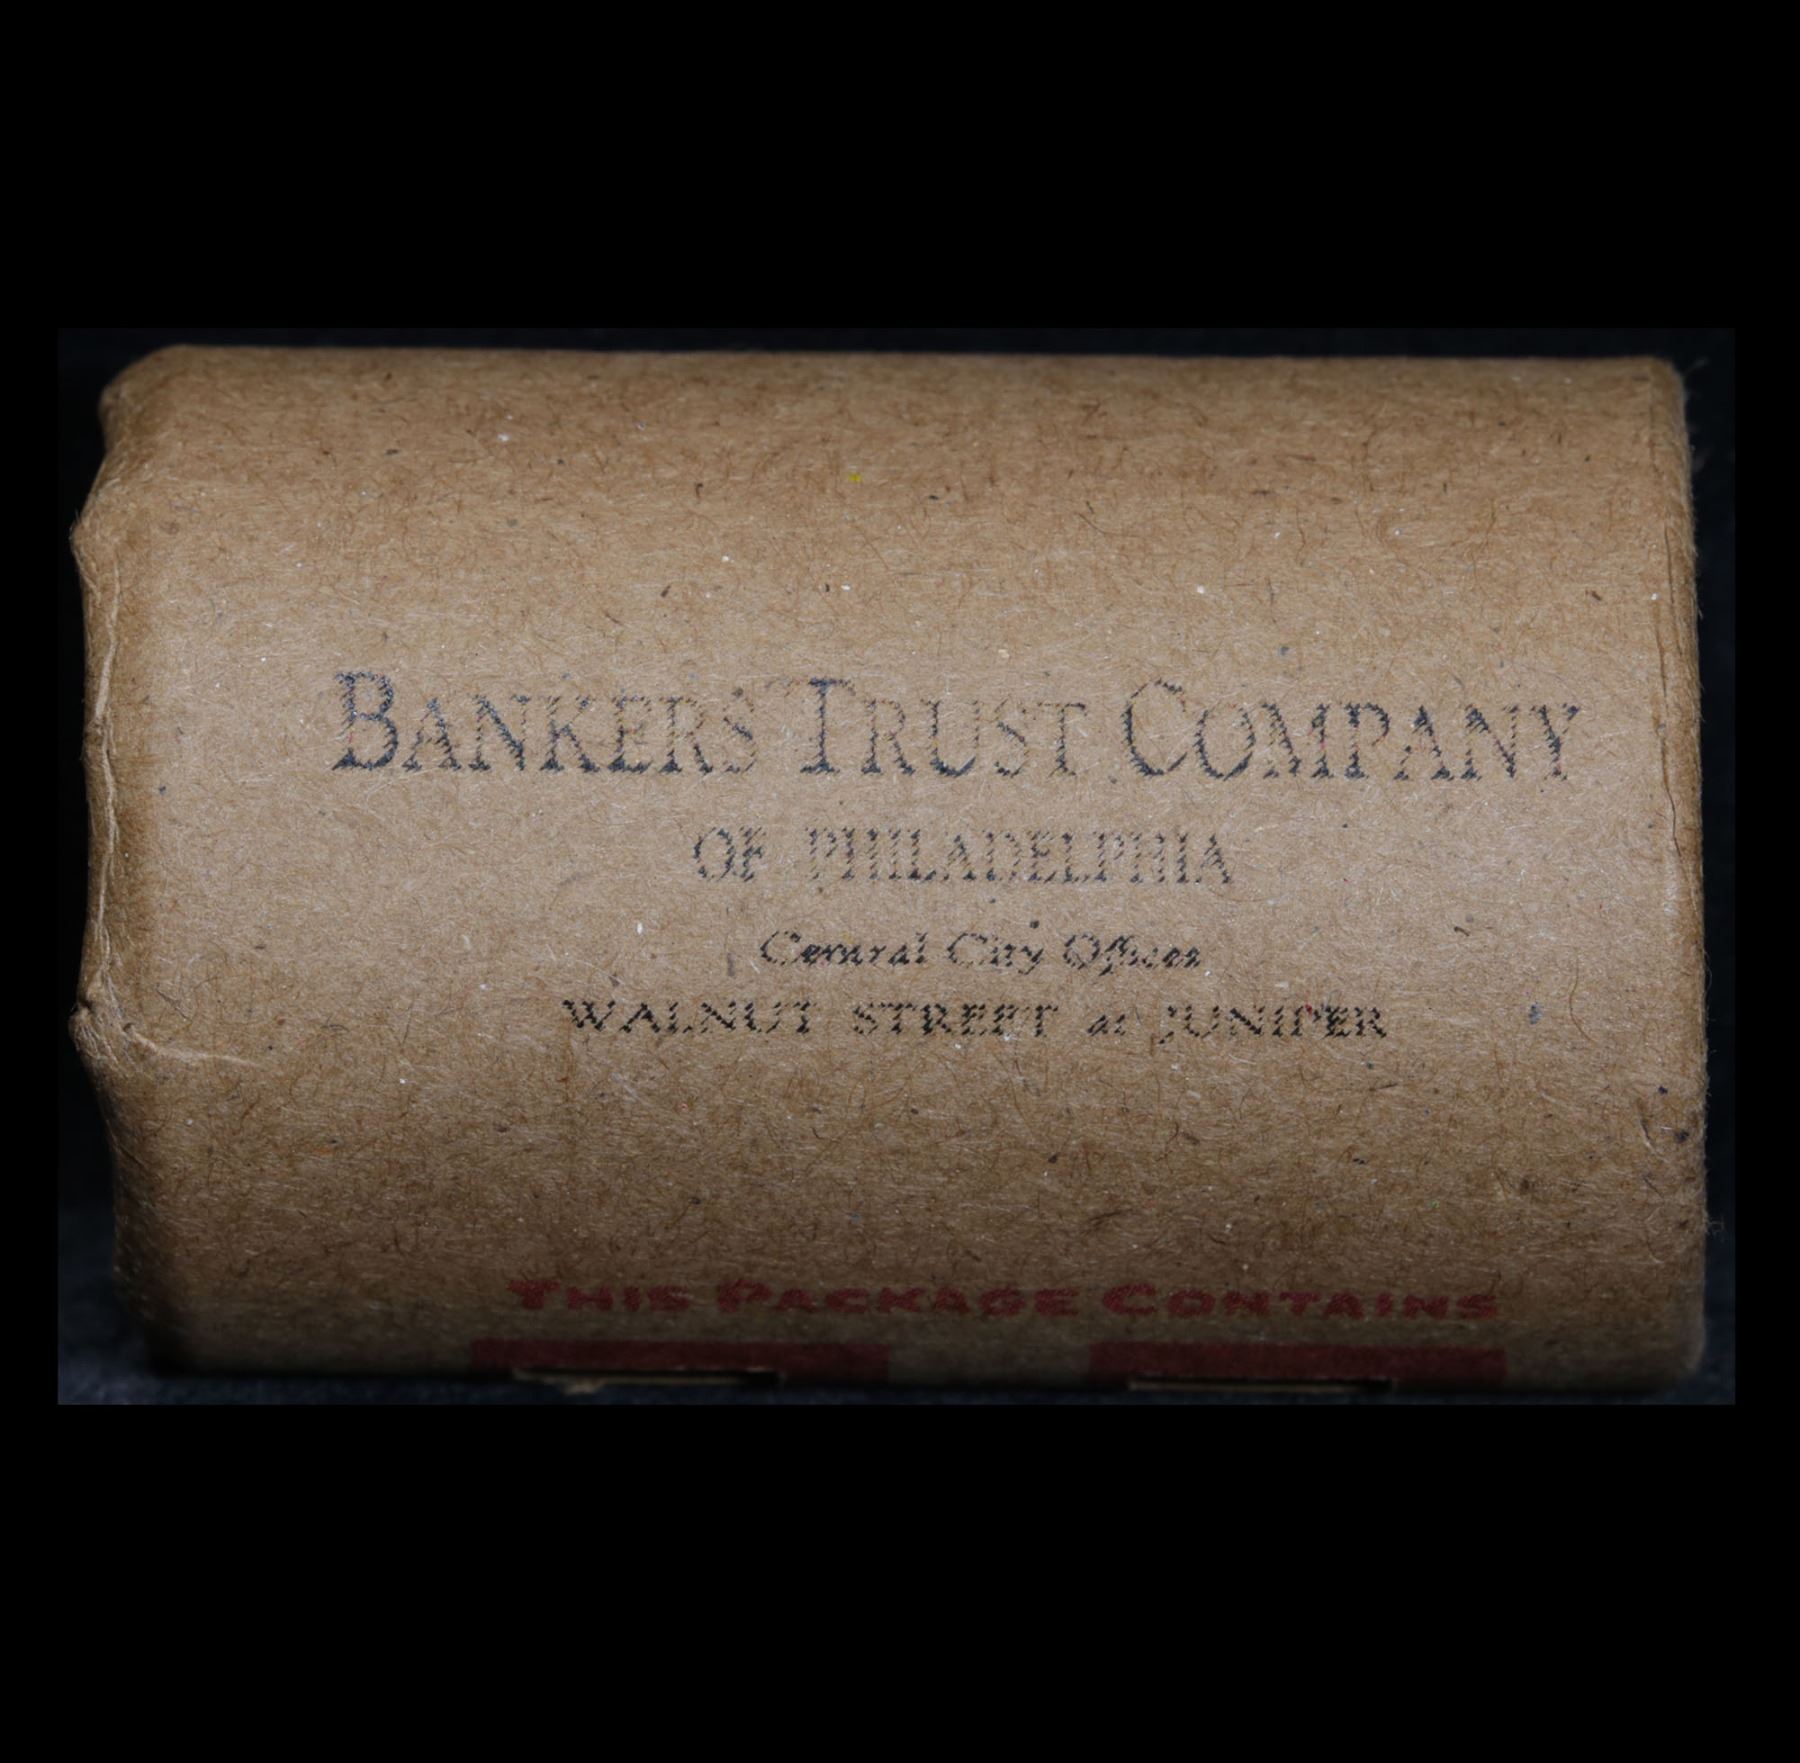 BANKERS TRUST COMPANY
OF PHILADELPHIA
Central City Offices
WALNUT STREET at JUNIPER
THIS PACKAGE CONTAINS